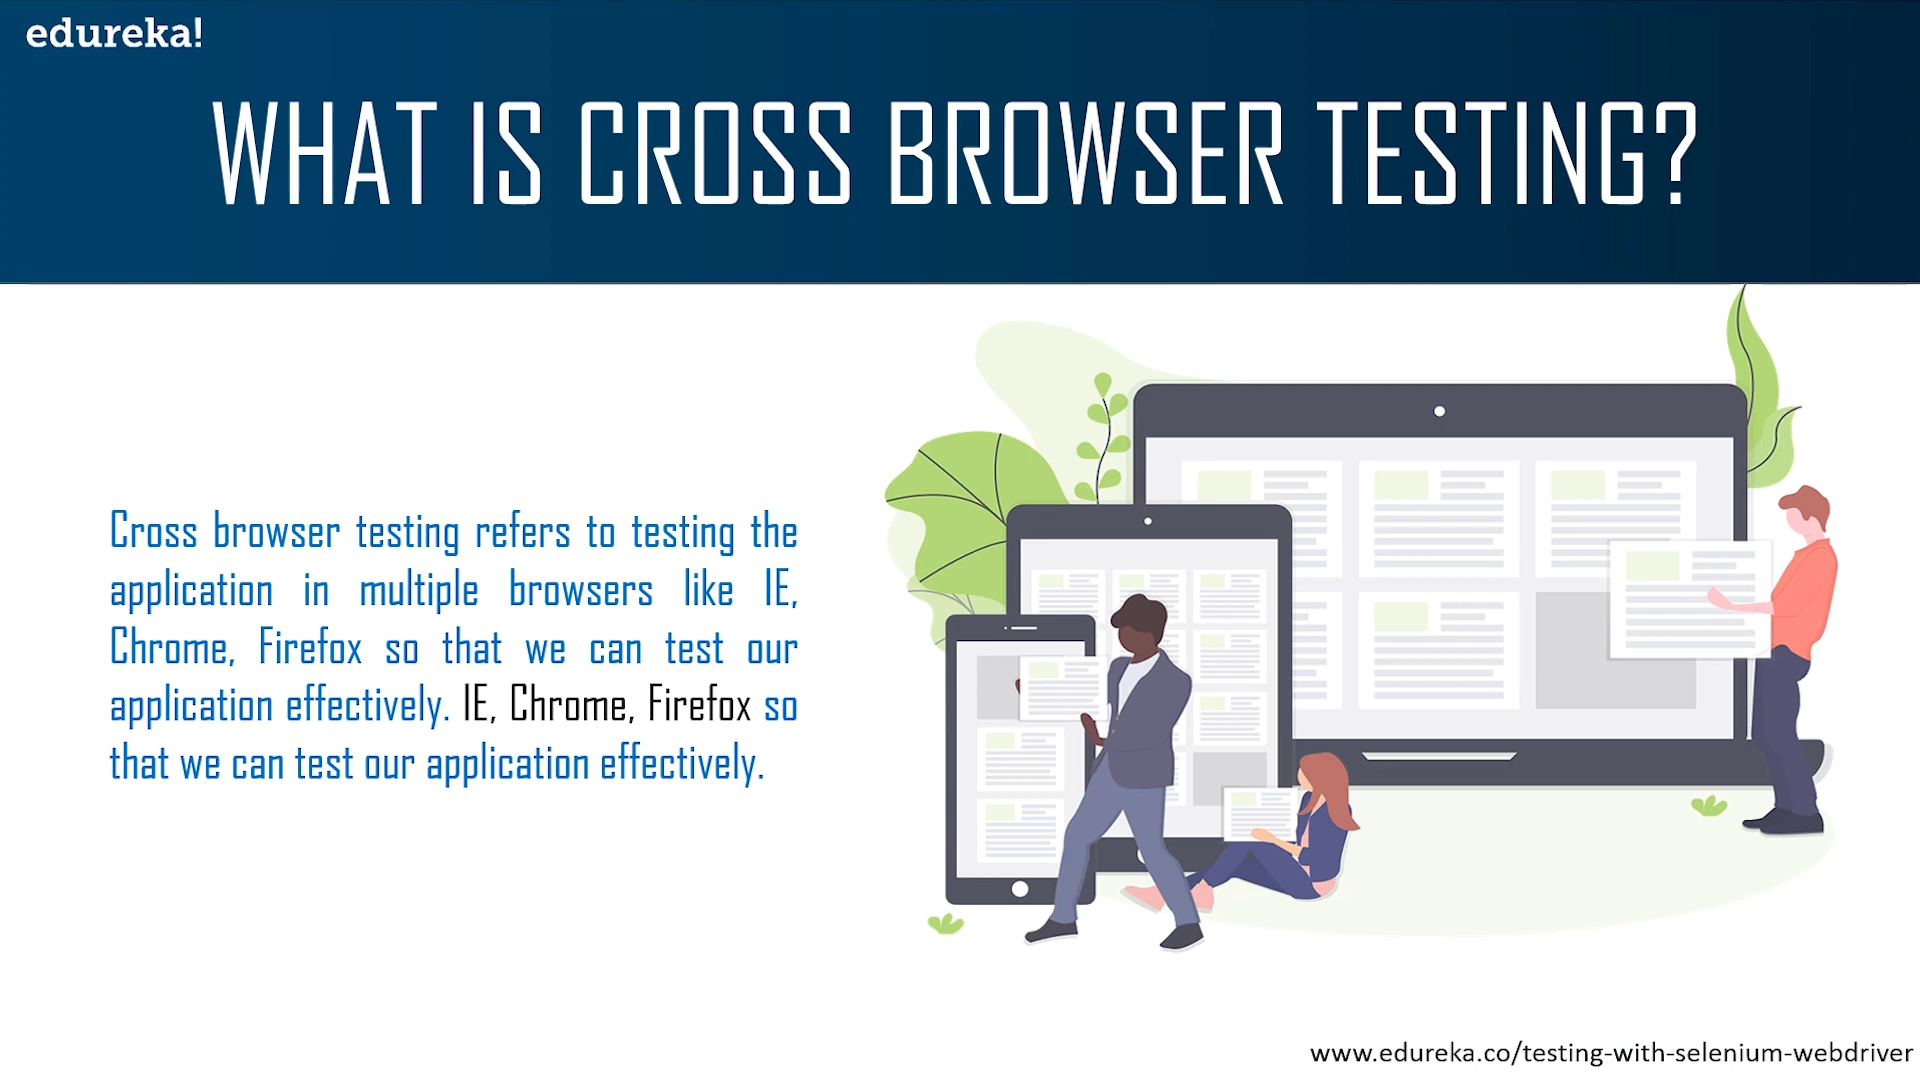 edureka!
WHAT IS CROSS BROWSER TESTING?
Cross browser testing refers to testing the
application in multiple browsers like IE,
Chrome, Firefox so that we can test our
application effectively. IE, Chrome, Firefox so
that we can test our application effectively.
www.edureka.co/testing-with-selenium-webdriver